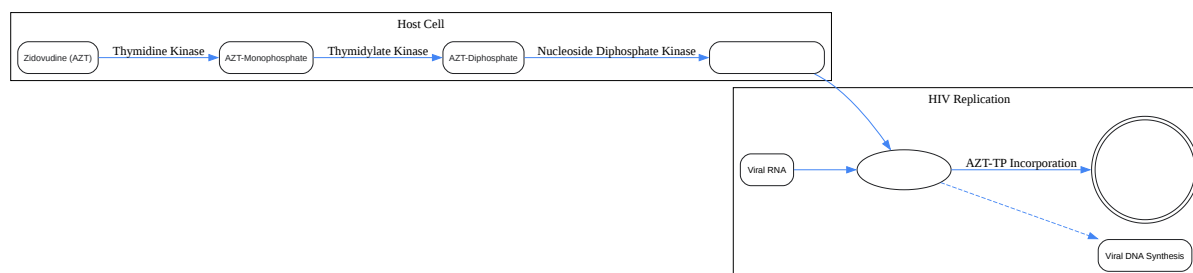 Host Cell
Zidovudine (AZT)
Thymidine Kinase
AZT-Monophosphate
Thymidylate Kinase
AZT-Diphosphate
Nucleoside Diphosphate Kinase
HIV Replication
Viral RNA
AZT-TP Incorporation
Viral DNA Synthesis